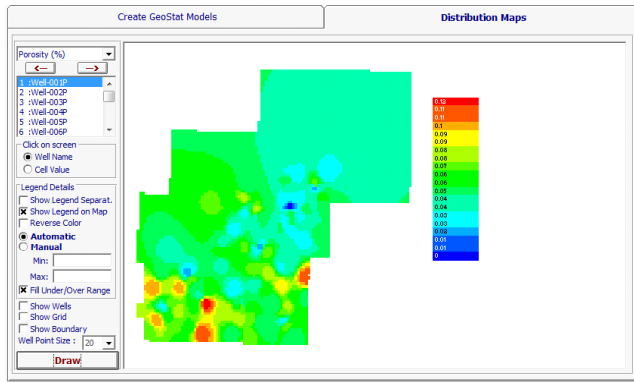 Create GeoStat Models
Distribution Maps
Porosity (%)
<--
-->
1 :Well-001P
2 :Well-002P
3 :Well-003P
4 :Well-004P
5 :Well-005P
6 :Well-006P
Click on screen
Well Name
Cell Value
Legend Details
Show Legend Separat.
Show Legend on Map
Reverse Color
Automatic
Manual
Min:
Max:
Fill Under/Over Range
Show Wells
Show Grid
Show Boundary
Well Point Size : 20
Draw
0.12
0.11
0.11
0.1
0.09
0.09
0.08
0.08
0.07
0.06
0.06
0.05
0.04
0.04
0.03
0.03
0.02
0.01
0.01
0